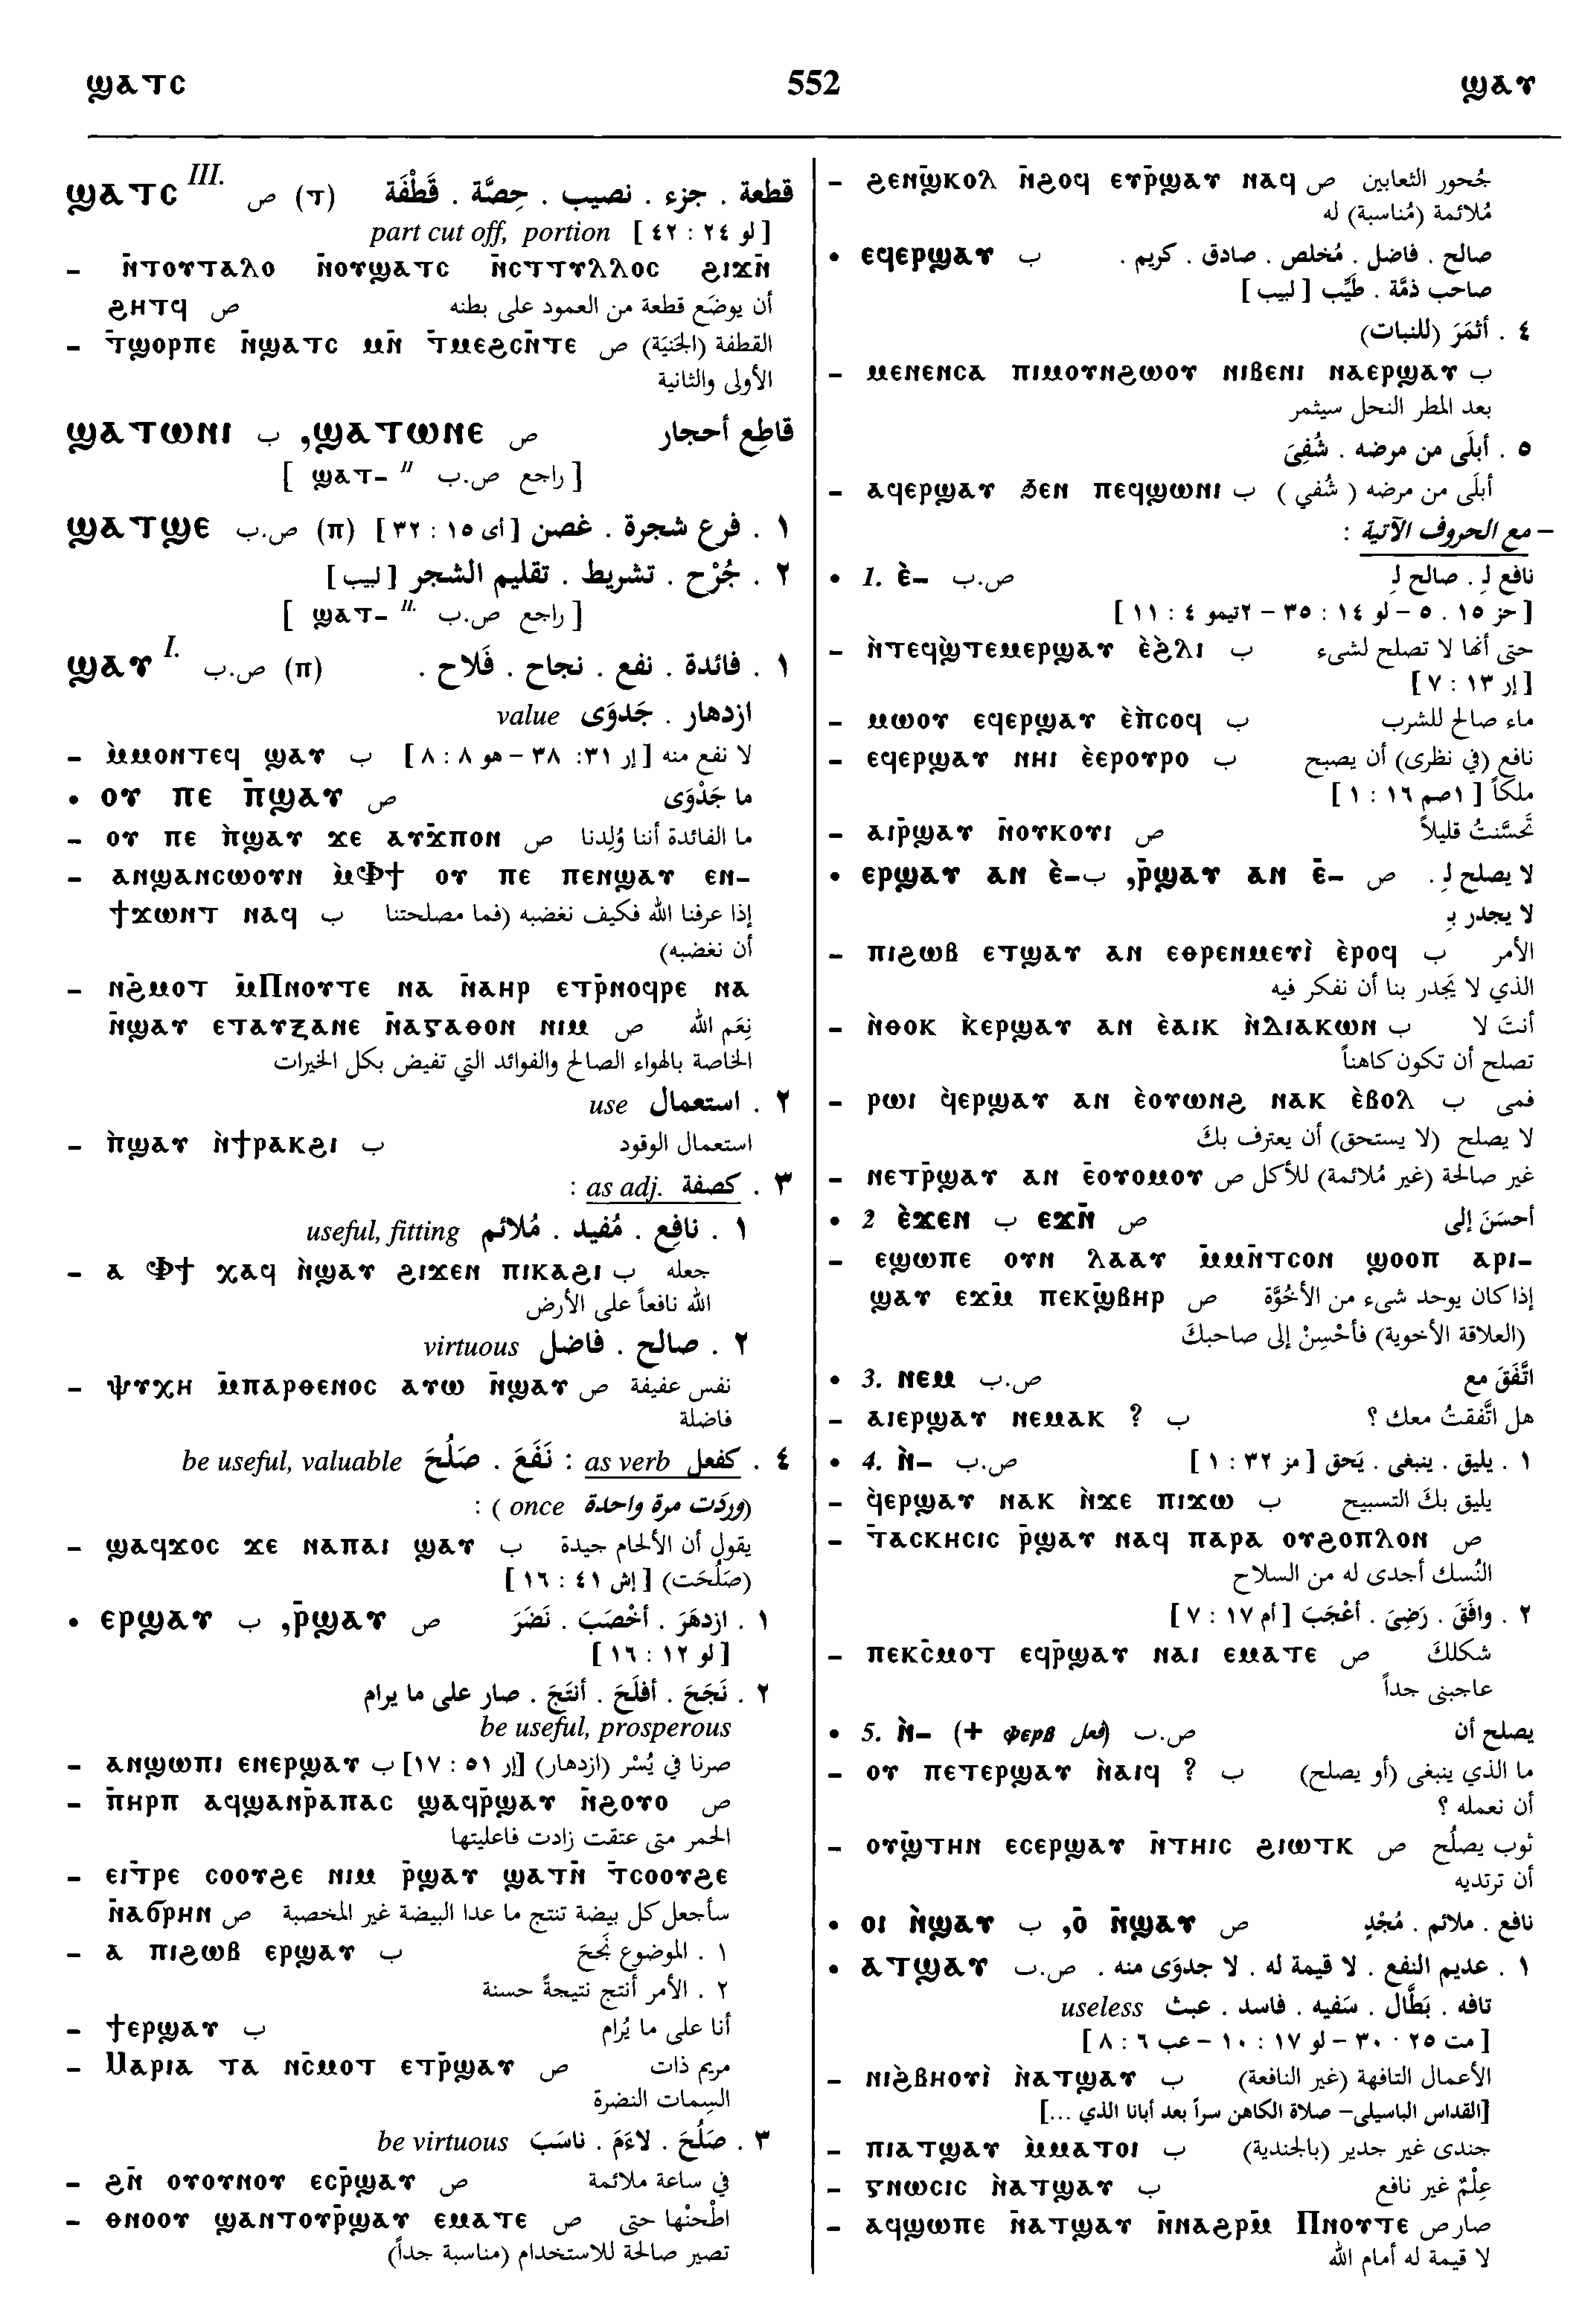 ϣⲁⲧⲥ 552 ϣⲁⲩ
ϣⲁⲧⲥ III. ص (ⲧ) قطعة . جزء . نصيب . حِصَّة . قَطْفَة
part cut off, portion [لو ٢٤ : ٤٢]
– ⲛ̄ⲧⲟⲩⲧⲁⲗⲟ ⲛ̄ⲟⲩϣⲁⲧⲥ ⲛ̄ⲥⲧⲧⲩⲗⲗⲟⲥ ϩⲓϫⲛ̄
ϩⲏⲧϥ ص أن يوضَع قطعة من العمود على بطنه
– ⲧ̄ϣⲟⲣⲡⲉ ⲛ̄ϣⲁⲧⲥ ⲙⲛ̄ ⲧ̄ⲙⲉϩⲥⲛ̄ⲧⲉ ص القطفة (الجَنيَة)
الأولى والثانية
ϣⲁⲧⲱⲛⲓ ب ,ϣⲁⲧⲱⲛⲉ ص قاطِع أحجار
[راجع ص.ب ϣⲁⲧ– II]
ϣⲁⲧϣⲉ ص.ب (ⲡ) ١ . فرع شجرة . غصن [أى ١٥ : ٣٢]
٢ . جُرْح . تشريط . تقليم الشجر [لبيب]
[راجع ص.ب ϣⲁⲧ– II.]
ϣⲁⲩ I. ص.ب (ⲡ) ١ . فائدة . نفع . نجاح . فَلاح .
ازدهار . جَدوَى value
– ⲙ̀ⲙⲟⲛⲧⲉϥ ϣⲁⲩ ب لا نفع منه [إر ٣١: ٣٨ – هو ٨ : ٨]
• ⲟⲩ ⲡⲉ ⲡ̄ϣⲁⲩ ص ما جَدْوَى
– ⲟⲩ ⲡⲉ ⲡ̀ϣⲁⲩ ϫⲉ ⲁⲩϫ̄ⲡⲟⲛ ص ما الفائدة أننا وُلِدنا
– ⲁⲛϣⲁⲛⲥⲱⲟⲩⲛ ⲙ̀Ⲫϯ ⲟⲩ ⲡⲉ ⲡⲉⲛϣⲁⲩ ⲉⲛ–
ϯϫⲱⲛⲧ ⲛⲁϥ ب إذا عرفنا الله فكيف نغضبه (فما مصلحتنا
أن نغضبه)
– ⲛ̄ϩⲙⲟⲧ ⲙ̄Ⲡⲛⲟⲩⲧⲉ ⲛⲁ ⲛ̄ⲁⲏⲣ ⲉⲧⲣ̄ⲛⲟϥⲣⲉ ⲛⲁ
ⲛ̄ϣⲁⲩ ⲉⲧⲁⲩⲝⲁⲛⲉ ⲛ̄ⲁⲅⲁⲑⲟⲛ ⲛⲓⲙ ص نِعَم الله
الخاصة بالهواء الصالح والفوائد التي تفيض بكل الخيرات
٢ . استعمال use
– ⲡ̀ϣⲁⲩ ⲛ̀ϯⲣⲁⲕϩⲓ ب استعمال الوقود
٣ . كصفة as adj. :
١ . نافِع . مُفيد . مُلائم useful, fitting
– ⲁ Ⲫϯ ⲭⲁϥ ⲛ̀ϣⲁⲩ ϩⲓϫⲉⲛ ⲡⲓⲕⲁϩⲓ ب جعله
الله نافعاً على الأرض
٢ . صالح . فاضل virtuous
– ⲯⲩⲭⲏ ⲙ̄ⲡⲁⲣⲑⲉⲛⲟⲥ ⲁⲩⲱ ⲛ̄ϣⲁⲩ ص نفس عفيفة
فاضلة
٤ . كفعل as verb : نَفَعَ . صَلُحَ be useful, valuable
(ورِدَت مرة واحدة once) :
– ϣⲁϥϫⲟⲥ ϫⲉ ⲛⲁⲡⲁⲓ ϣⲁⲩ ب يقول أن الألحام جيدة
(صَلُحَت) [إش ٤١ : ١٦]
• ⲉⲣϣⲁⲩ ب ,ⲣ̄ϣⲁⲩ ص ١ . ازدهَرَ . أخْصَبَ . نَضَرَ
[لو ١٢ : ١٦]
٢ . نَجَحَ . أفلَحَ . أنتَجَ . صار على ما يرام
be useful, prosperous
– ⲁⲛϣⲱⲡⲓ ⲉⲛⲉⲣϣⲁⲩ ب صرنا في يُسْر (ازدهار) [إر ٥١ : ١٧]
– ⲡ̄ⲏⲣⲡ ⲁϥϣⲁⲛⲣ̄ⲁⲡⲁⲥ ϣⲁϥⲣ̄ϣⲁⲩ ⲛ̄ϩⲟⲩⲟ ص
الخمر متى عتقت زادت فاعليتها
– ⲉⲓⲧ̄ⲣⲉ ⲥⲟⲟⲩϩⲉ ⲛⲓⲙ ⲣ̄ϣⲁⲩ ϣⲁⲧⲛ̄ ⲧ̄ⲥⲟⲟⲩϩⲉ
ⲛ̄ⲁϭⲣⲏⲛ ص سأجعل كل بيضة تنتج ما عدا البيضة غير المخصبة
– ⲁ ⲡⲓϩⲱⲃ ⲉⲣϣⲁⲩ ب ١ . الموضوع نَجَحَ
٢ . الأمر أنتج نتيجةً حسنة
– ϯⲉⲣϣⲁⲩ ب أنا على ما يُرام
– Ⲙⲁⲣⲓⲁ ⲧⲁ ⲛⲥ̄ⲙⲟⲧ ⲉⲧⲣ̄ϣⲁⲩ ص مريم ذات
السِمات النضرة
٣ . صَلُحَ . لاءَمَ . ناسَبَ be virtuous
– ϩⲛ̄ ⲟⲩⲟⲩⲛⲟⲩ ⲉⲥⲣ̄ϣⲁⲩ ص في ساعة ملائمة
– ⲑⲛⲟⲟⲩ ϣⲁⲛⲧⲟⲩⲣ̄ϣⲁⲩ ⲉⲙⲁⲧⲉ ص اطْحنْها حتى
تصير صالحة للاستخدام (مناسبة جداً)
– ϩⲉⲛϣ̄ⲕⲟⲗ ⲛ̄ϩⲟϥ ⲉⲩⲣ̄ϣⲁⲩ ⲛⲁϥ ص جُحور الثعابين
مُلائمة (مُناسبة) له
• ⲉϥⲉⲣϣⲁⲩ ب صالح . فاضل . مُخلص . صادق . كريم .
صاحب ذمَّة . طَيِّب [لبيب]
٤ . أثمَرَ (للنبات)
– ⲙⲉⲛⲉⲛⲥⲁ ⲡⲓⲙⲟⲩⲛϩⲱⲟⲩ ⲛⲓⲃⲉⲛⲓ ⲛⲁⲉⲣϣⲁⲩ ب
بعد المطر النخل سيثمر
٥ . أبلَى من مرضه . شُفِيَ
– ⲁϥⲉⲣϣⲁⲩ ϧⲉⲛ ⲡⲉϥϣⲱⲛⲓ ب أبلَى من مرضه (شُفي)
– مع الحروف الآتية :
• 1. ⲉ̀– ص.ب نافع لِـ . صالح لِـ
[حز ١٥ . ٥ – لو ١٤ : ٣٥ – ٢تيمو ٤ : ١١]
– ⲛ̀ⲧⲉϥϣ̀ⲧⲉⲙⲉⲣϣⲁⲩ ⲉ̀ϩ̀ⲗⲓ ب حتى أنها لا تصلح لشىء
[إر ١٣ : ٧]
– ⲙⲱⲟⲩ ⲉϥⲉⲣϣⲁⲩ ⲉ̀ⲡ̀ⲥⲟϥ ب ماء صالح للشرب
– ⲉϥⲉⲣϣⲁⲩ ⲛⲏⲓ ⲉ̀ⲉⲣⲟⲩⲣⲟ ب نافع (في نظرى) أن يصبح
ملكاً [١صم ١٦ : ١]
– ⲁⲓⲣ̄ϣⲁⲩ ⲛ̄ⲟⲩⲕⲟⲩⲓ ص تَحسَّنتُ قليلاً
• ⲉⲣϣⲁⲩ ⲁⲛ ⲉ̀–ب ,ⲣ̄ϣⲁⲩ ⲁⲛ ⲉ̄– ص لا يصلح لِـ .
لا يجدر بـِ
– ⲡⲓϩⲱⲃ ⲉⲧϣⲁⲩ ⲁⲛ ⲉⲑⲣⲉⲛⲙⲉⲩⲓ̀ ⲉ̀ⲣⲟϥ ب الأمر
الذي لا يَجدر بنا أن نفكر فيه
– ⲛ̀ⲑⲟⲕ ⲕ̀ⲉⲣϣⲁⲩ ⲁⲛ ⲉ̀ⲁⲓⲕ ⲛ̀ⲇⲓⲁⲕⲱⲛ ب أنتَ لا
تصلح أن تكون كاهناً
– ⲣⲱⲓ ϥ̀ⲉⲣϣⲁⲩ ⲁⲛ ⲉ̀ⲟⲩⲱⲛϩ ⲛⲁⲕ ⲉ̀ⲃⲟⲗ ب فمى
لا يصلح (لا يستحق) أن يعترف بكَ
– ⲛⲉⲧⲣ̄ϣⲁⲩ ⲁⲛ ⲉ̄ⲟⲩⲟⲙⲟⲩ ص غير صالحة (غير مُلائمة) للأكل
• 2 ⲉ̀ϫⲉⲛ ب ⲉϫⲛ̄ ص أحسَنَ إلى
– ⲉϣⲱⲡⲉ ⲟⲩⲛ ⲗⲁⲁⲩ ⲙ̄ⲙⲛ̄ⲧⲥⲟⲛ ϣⲟⲟⲡ ⲁⲣⲓ–
ϣⲁⲩ ⲉϫⲙ̄ ⲡⲉⲕϣ̄ⲃⲏⲣ ص إذا كان يوحد شىء من الأخُوَّة
(العلاقة الأخوية) فأحْسِنْ إلى صاحبكَ
• 3. ⲛⲉⲙ ص.ب اتَّفَقَ مع
– ⲁⲓⲉⲣϣⲁⲩ ⲛⲉⲙⲁⲕ ? ب هل اتَّفقتُ معك ؟
• 4. ⲛ̀– ص.ب ١ . يليق . ينبغى . يَحق [مز ٣٢ : ١]
– ϥ̀ⲉⲣϣⲁⲩ ⲛⲁⲕ ⲛ̀ϫⲉ ⲡⲓϫⲱ ب يليق بكَ التسبيح
– ⲧ̄ⲁⲥⲕⲏⲥⲓⲥ ⲣ̄ϣⲁⲩ ⲛⲁϥ ⲡⲁⲣⲁ ⲟⲩϩⲟⲡⲗⲟⲛ ص
النُسك أجدى له من السلاح
٢ . وافَقَ . رَضِىَ . أعْجَبَ [أم ١٧ : ٧]
– ⲡⲉⲕⲥ̄ⲙⲟⲧ ⲉϥⲣ̄ϣⲁⲩ ⲛⲁⲓ ⲉⲙⲁⲧⲉ ص شكلكَ
عاجبنى جداً
• 5. ⲛ̀– (+ فعل ⲫⲉⲣⲃ) ص.ب يصلح أن
– ⲟⲩ ⲡⲉⲧⲉⲣϣⲁⲩ ⲛ̀ⲁⲓϥ ? ب ما الذي ينبغى (أو يصلح)
أن نعمله ؟
– ⲟⲩϣ̄ⲧⲏⲛ ⲉⲥⲉⲣϣⲁⲩ ⲛ̄ⲧⲏⲓⲥ ϩⲓⲱⲧⲕ ص ثوب يصلُح
أن ترتديه
• ⲟⲓ ⲛ̀ϣⲁⲩ ب ,ⲟ̄ ⲛ̄ϣⲁⲩ ص نافع . ملائم . مُجْدٍ
• ⲁⲧϣⲁⲩ ص.ب ١ . عديم النفع . لا قيمة له . لا جدوَى منه .
تافه . بَطَّال . سَفيه . فاسد . عبث useless
[مت ٢٥ . ٣٠ – لو ١٧ : ١٠ – عب ٦ : ٨]
– ⲛⲓϩ̀ⲃⲏⲟⲩⲓ̀ ⲛ̀ⲁⲧϣⲁⲩ ب الأعمال التافهة (غير النافعة)
[القداس الباسيلى– صلاة الكاهن سراً بعد أبانا الذي ...]
– ⲡⲓⲁⲧϣⲁⲩ ⲙ̀ⲙⲁⲧⲟⲓ ب جندى غير جدير (بالجندية)
– ⲅⲛⲱⲥⲓⲥ ⲛ̀ⲁⲧϣⲁⲩ ب عِلْمٌ غير نافع
– ⲁϥϣⲱⲡⲉ ⲛ̄ⲁⲧϣⲁⲩ ⲛ̄ⲛⲁϩⲣⲙ̄ Ⲡⲛⲟⲩⲧⲉ ص صار
لا قيمة له أمام الله